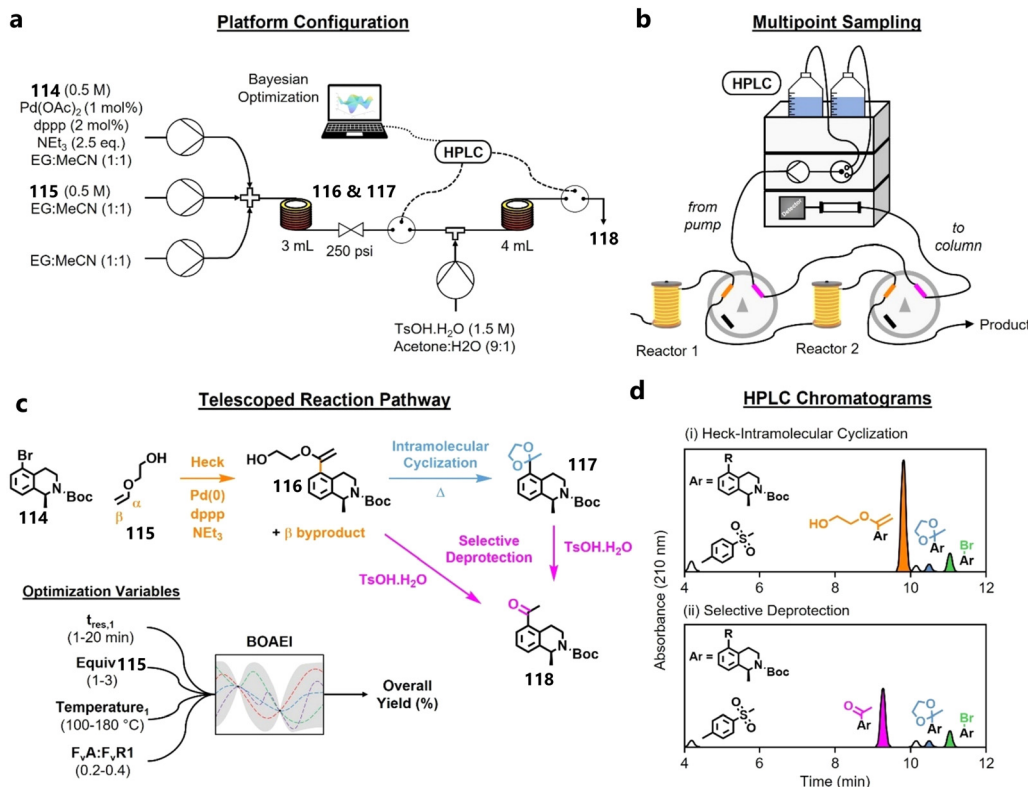 a
Platform Configuration
114 (0.5 M)
Pd(OAc)2 (1 mol%)
dppp (2 mol%)
NEt3 (2.5 eq.)
EG:MeCN (1:1)
115 (0.5 M)
EG:MeCN (1:1)
EG:MeCN (1:1)
Bayesian
Optimization
HPLC
116 & 117
3 mL
250 psi
4 mL
118
TsOH.H2O (1.5 M)
Acetone:H2O (9:1)
b
Multipoint Sampling
HPLC
Detector
from
pump
to
column
Reactor 1
Reactor 2
Product
c
Telescoped Reaction Pathway
Br
N
Boc
114
OH
O
α
β
115
Heck
Pd(0)
dppp
NEt3
HO
O
116
N
Boc
+ β byproduct
Intramolecular
Cyclization
Δ
O
O
117
N
Boc
Selective
Deprotection
TsOH.H2O
TsOH.H2O
O
N
Boc
118
Optimization Variables
tres,1
(1-20 min)
Equiv115
(1-3)
Temperature1
(100-180 °C)
FvA:FvR1
(0.2-0.4)
BOAEI
Overall
Yield (%)
d
HPLC Chromatograms
(i) Heck-Intramolecular Cyclization
R
Ar =
N
Boc
O
S
O
HO
O
Ar
O
O
Ar
Br
Ar
4 6 8 10 12
(ii) Selective Deprotection
R
Ar =
N
Boc
O
S
O
O
Ar
O
O
Ar
Br
Ar
4 6 8 10 12
Time (min)
Absorbance (210 nm)